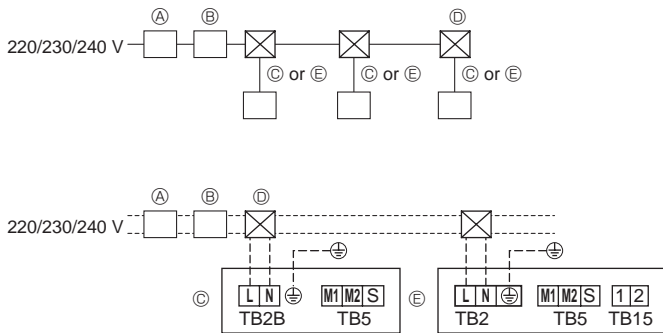 Ⓐ Ⓑ Ⓓ
220/230/240 V
Ⓒ or Ⓔ Ⓒ or Ⓔ Ⓒ or Ⓔ
Ⓐ Ⓑ Ⓓ
220/230/240 V
Ⓒ L N M1 M2 S Ⓔ L N M1 M2 S 1 2
TB2B TB5 TB2 TB5 TB15